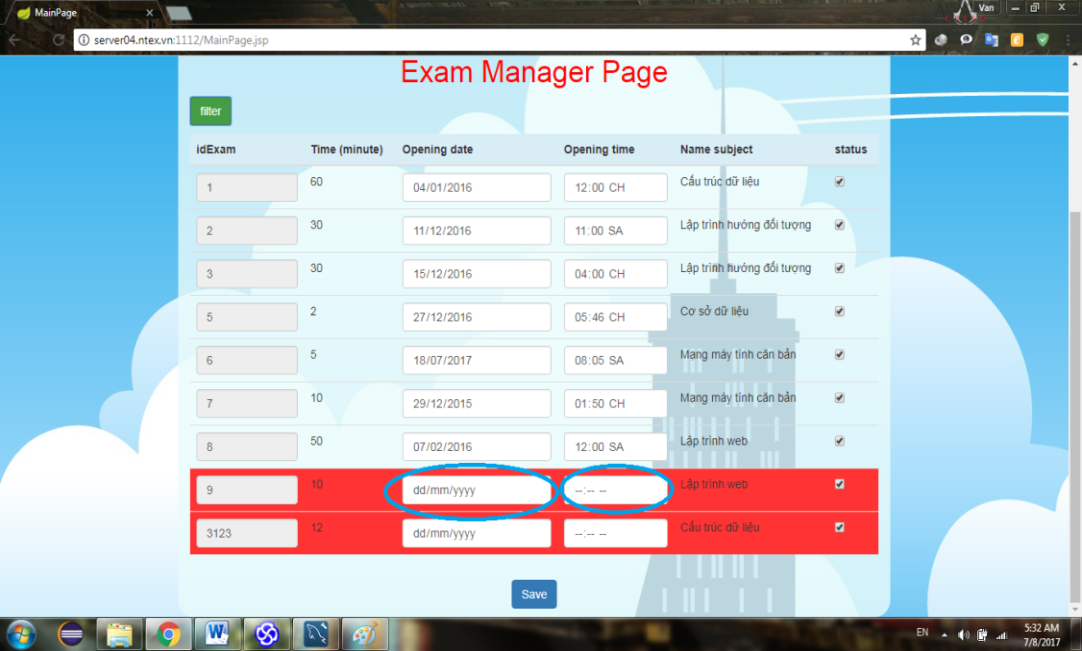 MainPage
Van
server04.ntex.vn:1112/MainPage.jsp
Exam Manager Page
filter
idExam Time (minute) Opening date Opening time Name subject status
1 60 04/01/2016 12:00 CH Cấu trúc dữ liệu
2 30 11/12/2016 11:00 SA Lập trình hướng đối tượng
3 30 15/12/2016 04:00 CH Lập trình hướng đối tượng
5 2 27/12/2016 05:46 CH Cơ sở dữ liệu
6 5 18/07/2017 08:05 SA Mạng máy tính căn bản
7 10 29/12/2015 01:50 CH Mạng máy tính căn bản
8 50 07/02/2016 12:00 SA Lập trình web
9 10 dd/mm/yyyy --:-- -- Lập trình web
3123 12 dd/mm/yyyy --:-- -- Cấu trúc dữ liệu
Save
EN
5:32 AM
7/8/2017